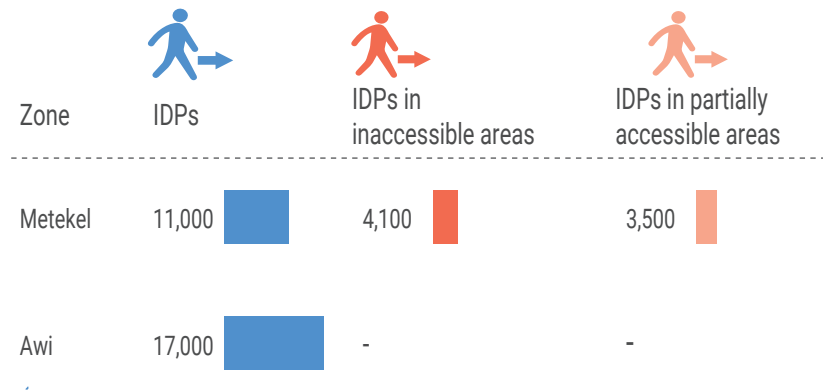 Zone IDPs IDPs in inaccessible areas IDPs in partially accessible areas
Metekel 11,000 4,100 3,500
Awi 17,000 - -